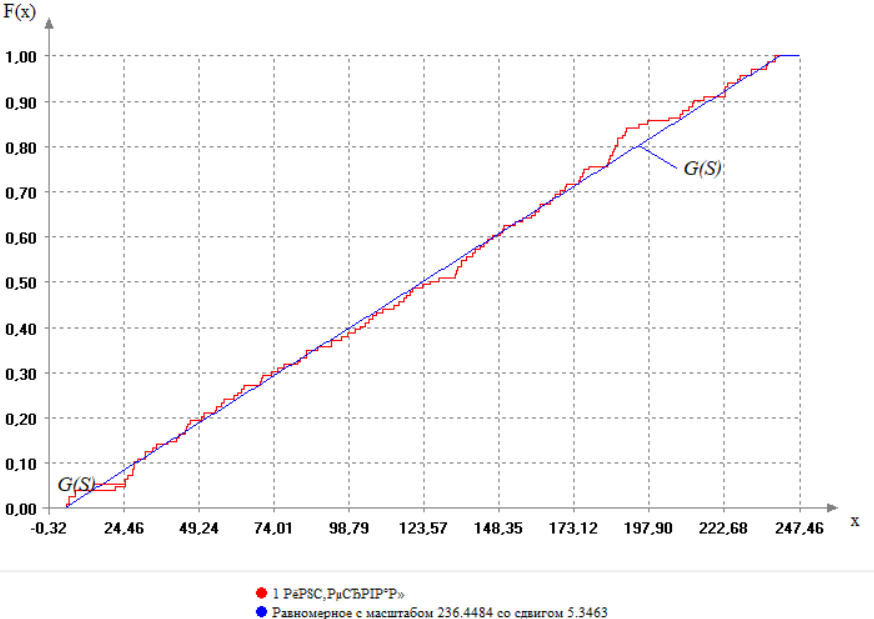 F(x)
1,00
0,90
0,80
0,70
G(S)
0,60
0,50
0,40
0,30
0,20
0,10
G(S)
0,00
-0,32 24,46 49,24 74,01 98,79 123,57 148,35 173,12 197,90 222,68 247,46 x
1 РёРЅС‚РµСЂРІР°Р»
Равномерное с масштабом 236.4484 со сдвигом 5.3463